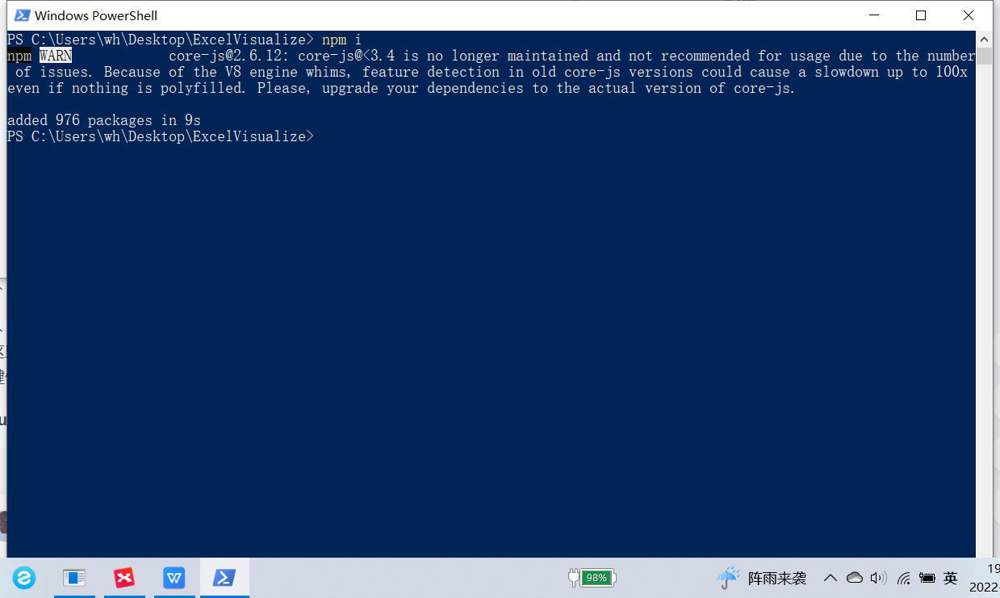 Windows PowerShell
PS C:\Users\wh\Desktop\ExcelVisualize> npm i
npm WARN core-js@2.6.12: core-js@<3.4 is no longer maintained and not recommended for usage due to the number
of issues. Because of the V8 engine whims, feature detection in old core-js versions could cause a slowdown up to 100x
even if nothing is polyfilled. Please, upgrade your dependencies to the actual version of core-js.
added 976 packages in 9s
PS C:\Users\wh\Desktop\ExcelVisualize>
98%
阵雨来袭
英
19
2022-